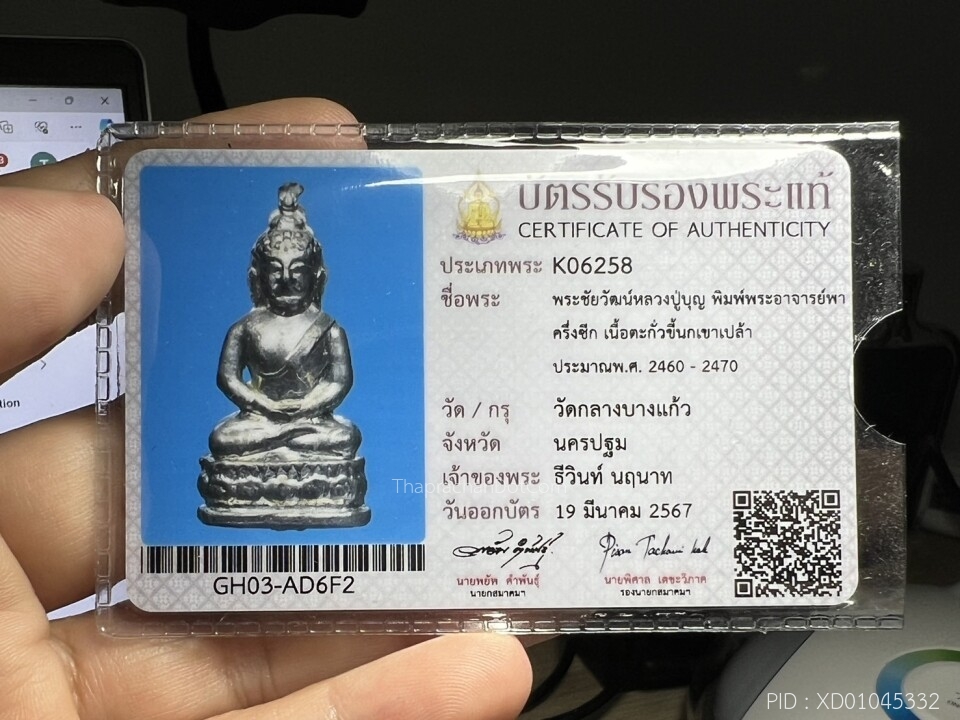 บัตรรับรองพระแท้
CERTIFICATE OF AUTHENTICITY
ประเภทพระ K06258
ชื่อพระ พระชัยวัฒน์หลวงปู่บุญ พิมพ์พระอาจารย์พา
ครึ่งซีก เนื้อตะกั่วขี้นกเขาเปล้า
ประมาณพ.ศ. 2460 - 2470
วัด / กรุ วัดกลางบางแก้ว
จังหวัด นครปฐม
เจ้าของพระ ธีวินท์ นฤนาท
วันออกบัตร 19 มีนาคม 2567
นายพยัพ คำพันธุ์
นายกสมาคมฯ
นายพิศาล เตชะวิภาค
รองนายกสมาคมฯ
GH03-AD6F2
PID : XD01045332